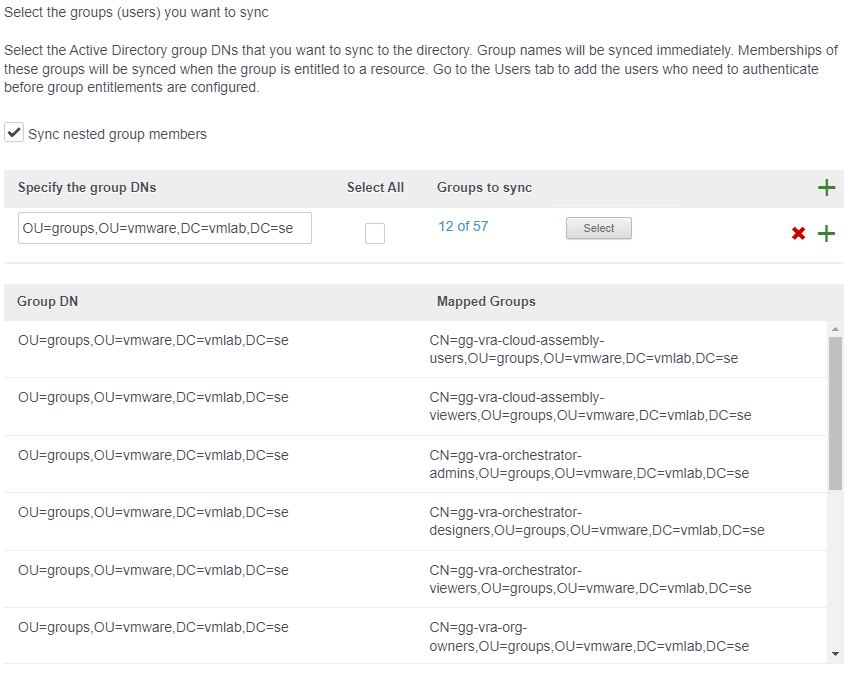 Select the groups (users) you want to sync
Select the Active Directory group DNs that you want to sync to the directory. Group names will be synced immediately. Memberships of
these groups will be synced when the group is entitled to a resource. Go to the Users tab to add the users who need to authenticate
before group entitlements are configured.
Sync nested group members
Specify the group DNs Select All Groups to sync
OU=groups,OU=vmware,DC=vmlab,DC=se 12 of 57 Select
Group DN Mapped Groups
OU=groups,OU=vmware,DC=vmlab,DC=se CN=gg-vra-cloud-assembly-
users,OU=groups,OU=vmware,DC=vmlab,DC=se
OU=groups,OU=vmware,DC=vmlab,DC=se CN=gg-vra-cloud-assembly-
viewers,OU=groups,OU=vmware,DC=vmlab,DC=se
OU=groups,OU=vmware,DC=vmlab,DC=se CN=gg-vra-orchestrator-
admins,OU=groups,OU=vmware,DC=vmlab,DC=se
OU=groups,OU=vmware,DC=vmlab,DC=se CN=gg-vra-orchestrator-
designers,OU=groups,OU=vmware,DC=vmlab,DC=se
OU=groups,OU=vmware,DC=vmlab,DC=se CN=gg-vra-orchestrator-
viewers,OU=groups,OU=vmware,DC=vmlab,DC=se
OU=groups,OU=vmware,DC=vmlab,DC=se CN=gg-vra-org-
owners,OU=groups,OU=vmware,DC=vmlab,DC=se